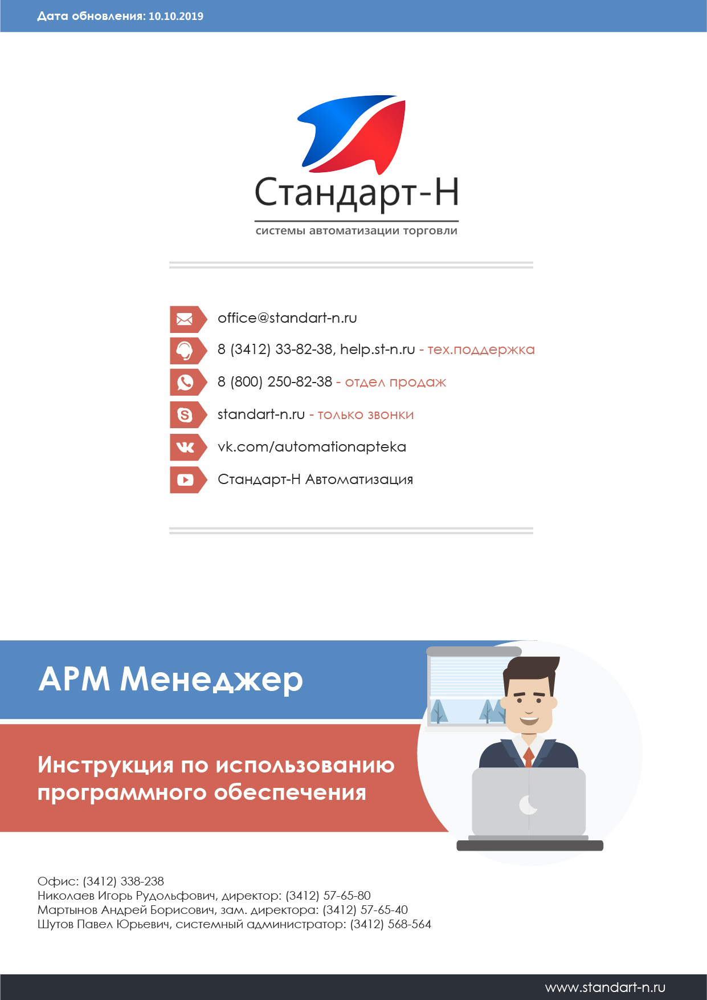 Дата обновления: 10.10.2019
Стандарт-Н
системы автоматизации торговли
office@standart-n.ru
8 (3412) 33-82-38, help.st-n.ru - тех.поддержка
8 (800) 250-82-38 - отдел продаж
standart-n.ru - только звонки
vk.com/automationapteka
Стандарт-Н Автоматизация
АРМ Менеджер
Инструкция по использованию
программного обеспечения
Офис: (3412) 338-238
Николаев Игорь Рудольфович, директор: (3412) 57-65-80
Мартынов Андрей Борисович, зам. директора: (3412) 57-65-40
Шутов Павел Юрьевич, системный администратор: (3412) 568-564
www.standart-n.ru